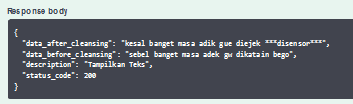 Response body
{
"data_after_cleansing": "kesal banget masa adik gue diejek ***disensor***",
"data_before_cleansing": "sebel banget masa adek gw dikatain bego",
"description": "Tampilkan Teks",
"status_code": 200
}